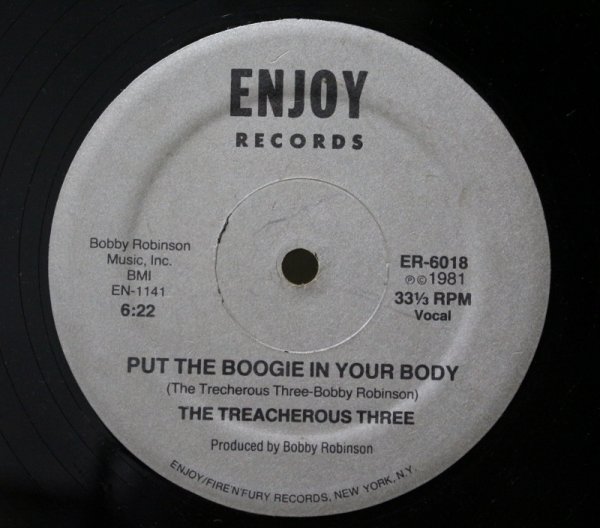 ENJOY
RECORDS
Bobby Robinson
Music, Inc.
BMI
EN-1141
6:22
ER-6018
℗©1981
33⅓ RPM
Vocal
PUT THE BOOGIE IN YOUR BODY
(The Trecherous Three-Bobby Robinson)
THE TREACHEROUS THREE
Produced by Bobby Robinson
ENJOY/FIRE'N'FURY RECORDS, NEW YORK, N.Y.